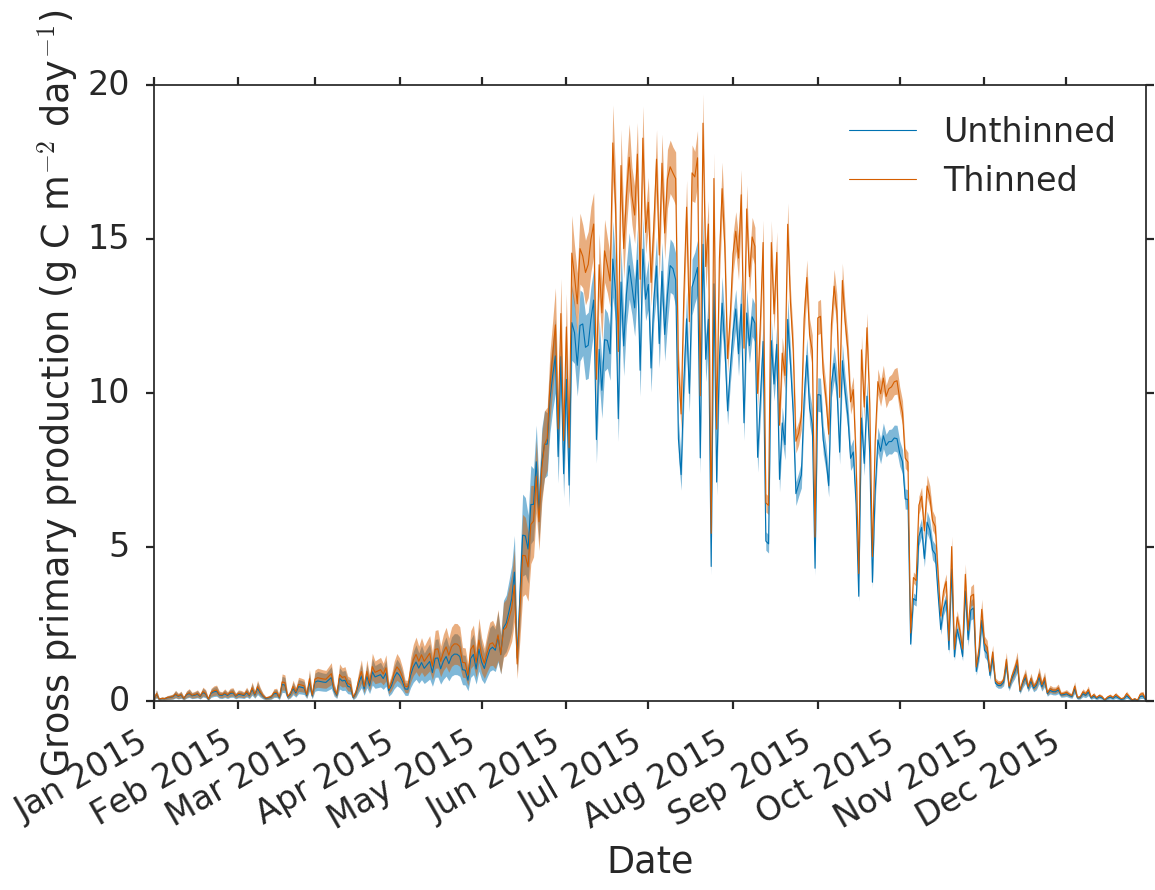 Gross primary production (g C m⁻² day⁻¹)
20
15
10
5
0
Unthinned
Thinned
Jan 2015
Feb 2015
Mar 2015
Apr 2015
May 2015
Jun 2015
Jul 2015
Aug 2015
Sep 2015
Oct 2015
Nov 2015
Dec 2015
Date